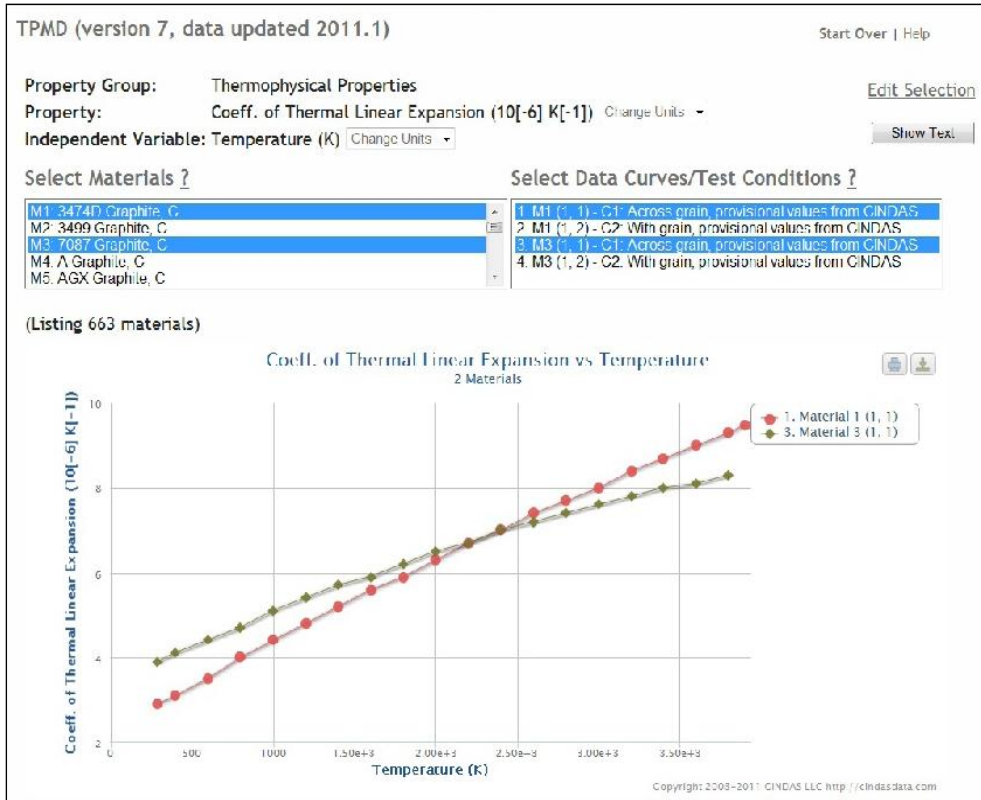 TPMD (version 7, data updated 2011.1)
Start Over | Help
Property Group: Thermophysical Properties
Edit Selection
Property: Coeff. of Thermal Linear Expansion (10[-6] K[-1]) Change Units
Independent Variable: Temperature (K) Change Units
Show Text
Select Materials ?
Select Data Curves/Test Conditions ?
M1: 3474D Graphite, C
M2: 3499 Graphite, C
M3: 7087 Graphite, C
M4: A Graphite, C
M5: AGX Graphite, C
1. M1 (1, 1) - C1: Across grain, provisional values from CINDAS
2. M1 (1, 2) - C2: With grain, provisional values from CINDAS
3. M3 (1, 1) - C1: Across grain, provisional values from CINDAS
4. M3 (1, 2) - C2: With grain, provisional values from CINDAS
(Listing 663 materials)
Coeff. of Thermal Linear Expansion vs Temperature
2 Materials
Coeff. of Thermal Linear Expansion (10[-6] K[-1])
10
8
6
4
2
1. Material 1 (1, 1)
3. Material 3 (1, 1)
0 500 1000 1.50e+3 2.00e+3 2.50e+3 3.00e+3 3.50e+3
Temperature (K)
Copyright 2008-2011 CINDAS LLC http://cindasdata.com